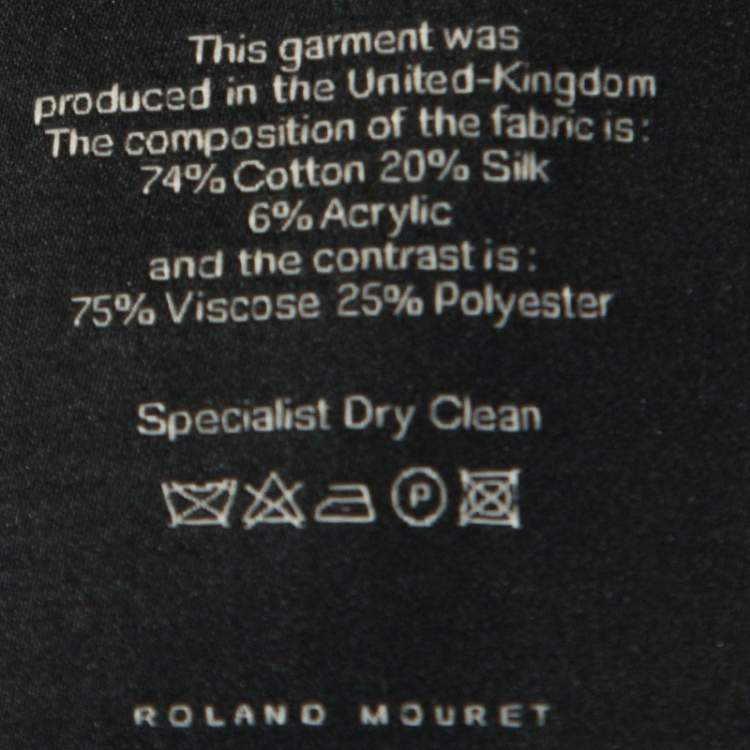 This garment was
produced in the United-Kingdom
The composition of the fabric is:
74% Cotton 20% Silk
6% Acrylic
and the contrast is:
75% Viscose 25% Polyester
Specialist Dry Clean
P
ROLAND MOURET